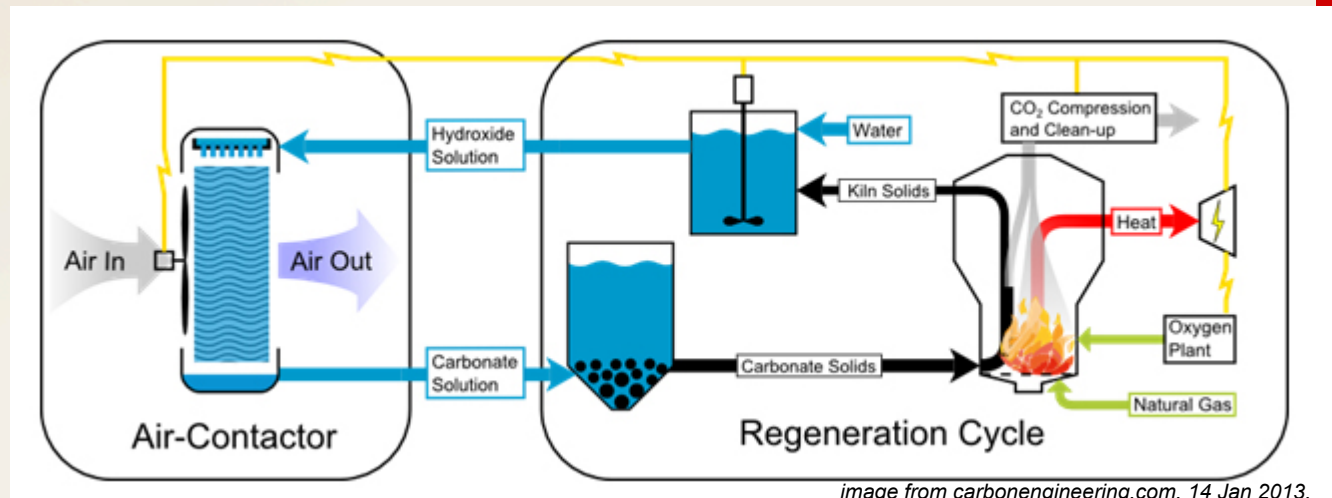 CO₂ Compression
and Clean-up
Hydroxide
Solution
Water
Kiln Solids
Heat
Air In
Air Out
Oxygen
Plant
Carbonate
Solution
Carbonate Solids
Natural Gas
Air-Contactor
Regeneration Cycle
image from carbonengineering.com, 14 Jan 2013.